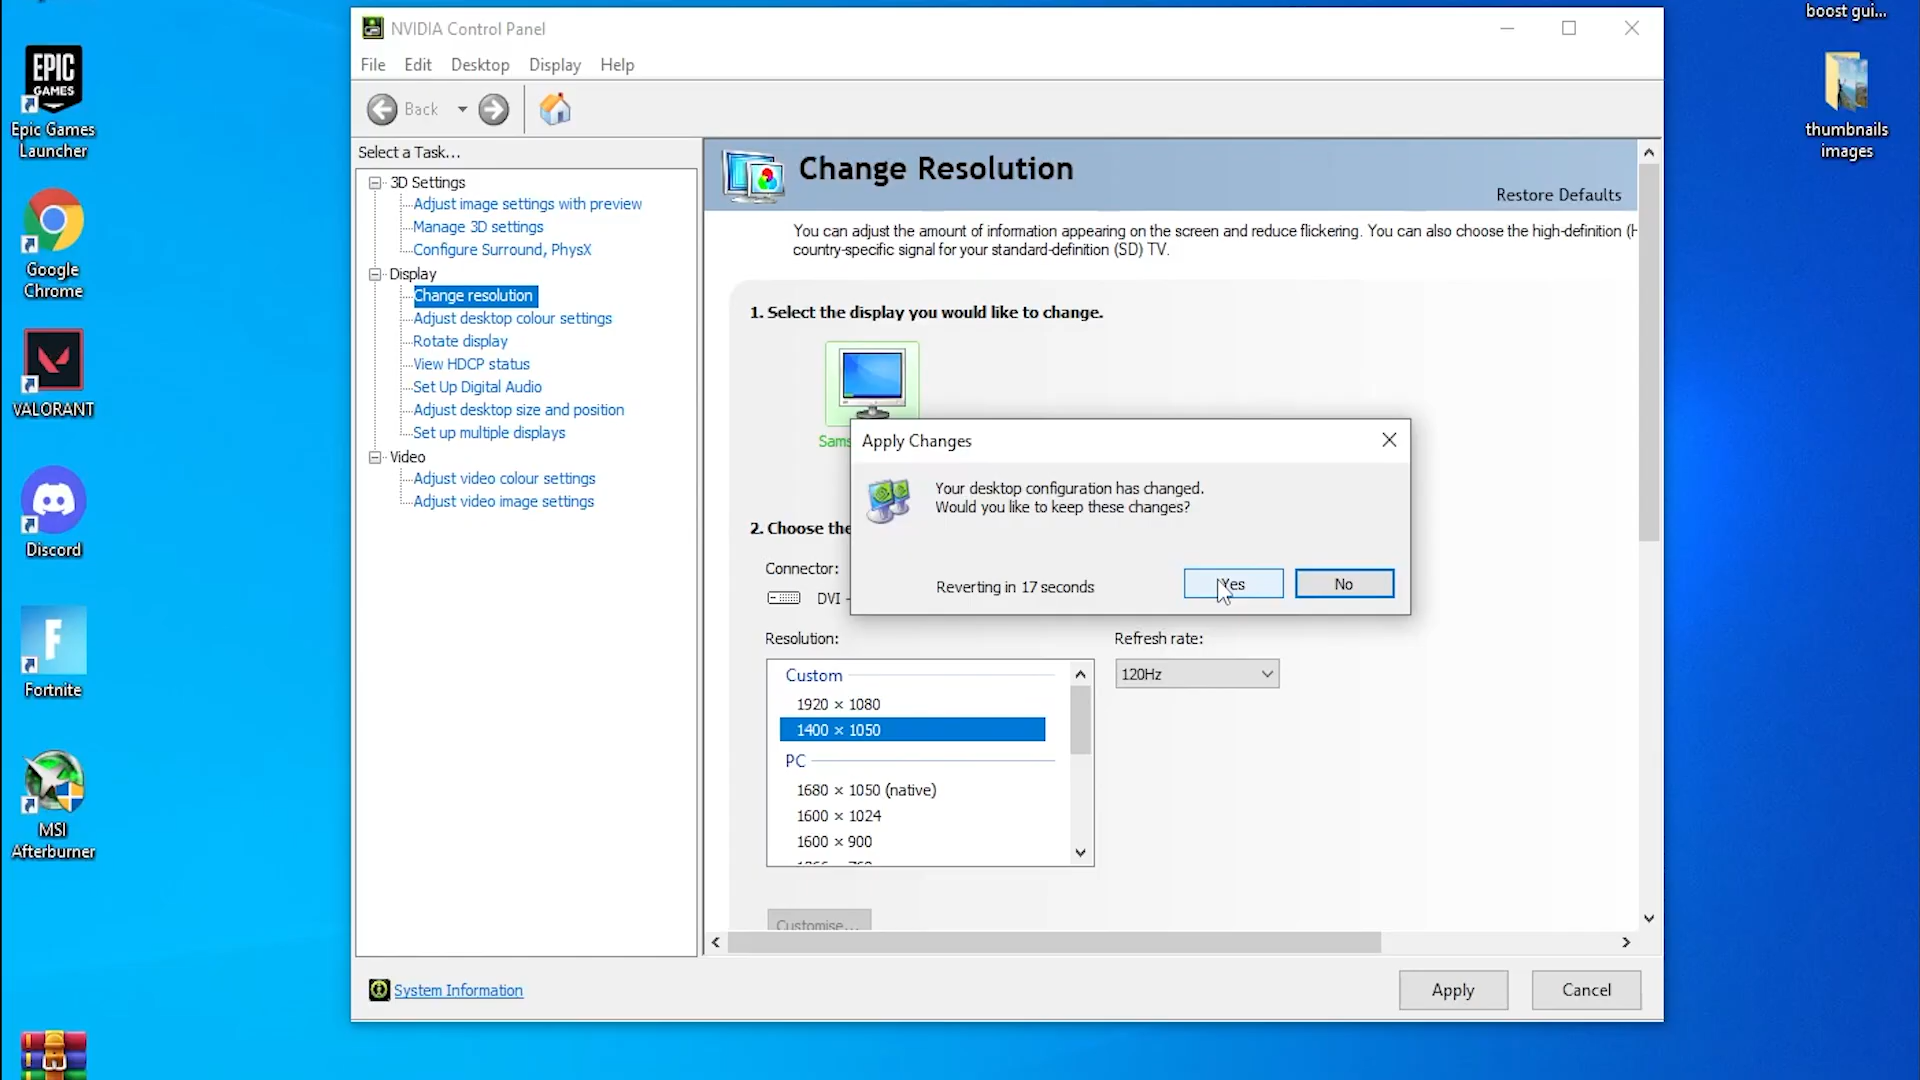 boost gui...
EPIC
GAMES
Epic Games
Launcher
Google
Chrome
VALORANT
Discord
F
Fortnite
MSI
Afterburner
thumbnails
images
NVIDIA Control Panel
File Edit Desktop Display Help
Back
Select a Task...
3D Settings
Adjust image settings with preview
Manage 3D settings
Configure Surround, PhysX
Display
Change resolution
Adjust desktop colour settings
Rotate display
View HDCP status
Set Up Digital Audio
Adjust desktop size and position
Set up multiple displays
Video
Adjust video colour settings
Adjust video image settings
System Information
Change Resolution
Restore Defaults
You can adjust the amount of information appearing on the screen and reduce flickering. You can also choose the high-definition (H
country-specific signal for your standard-definition (SD) TV.
1. Select the display you would like to change.
Sams
Apply Changes
Your desktop configuration has changed.
Would you like to keep these changes?
Reverting in 17 seconds
Yes
No
2. Choose the
Connector:
DVI -
Resolution:
Custom
1920 × 1080
1400 × 1050
PC
1680 × 1050 (native)
1600 × 1024
1600 × 900
Refresh rate:
120Hz
Customise...
Apply
Cancel